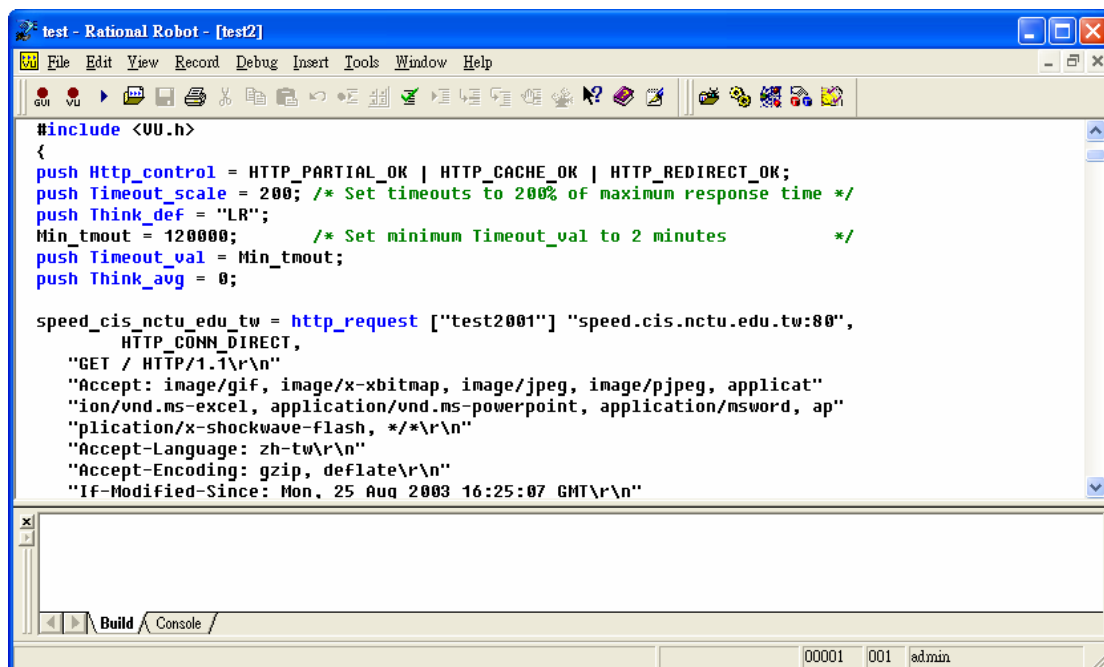 test - Rational Robot - [test2]
File Edit View Record Debug Insert Tools Window Help
GUI VU
#include <VU.h>
{
push Http_control = HTTP_PARTIAL_OK | HTTP_CACHE_OK | HTTP_REDIRECT_OK;
push Timeout_scale = 200; /* Set timeouts to 200% of maximum response time */
push Think_def = "LR";
Min_tmout = 120000; /* Set minimum Timeout_val to 2 minutes */
push Timeout_val = Min_tmout;
push Think_avg = 0;
speed_cis_nctu_edu_tw = http_request ["test2001"] "speed.cis.nctu.edu.tw:80",
HTTP_CONN_DIRECT,
"GET / HTTP/1.1\r\n"
"Accept: image/gif, image/x-xbitmap, image/jpeg, image/pjpeg, applicat"
"ion/vnd.ms-excel, application/vnd.ms-powerpoint, application/msword, ap"
"plication/x-shockwave-flash, */*\r\n"
"Accept-Language: zh-tw\r\n"
"Accept-Encoding: gzip, deflate\r\n"
"If-Modified-Since: Mon, 25 Aug 2003 16:25:07 GMT\r\n"
Build Console
00001 001 admin